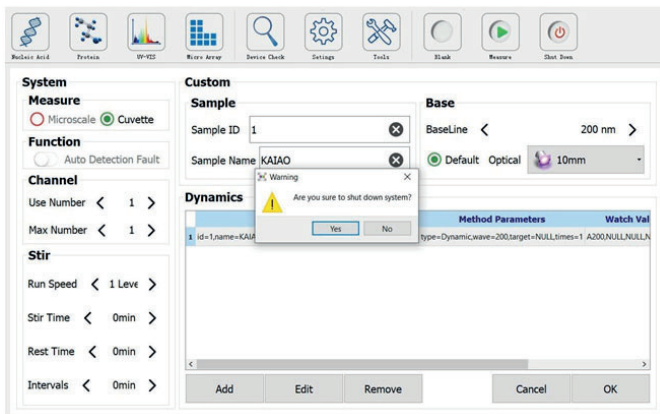 Nucleic Acid Protein UV-VIS Micro Array Device Check Setings Tools Blank Measure Shut Down
System
Measure
Microscale Cuvette
Function
Auto Detection Fault
Channel
Use Number < 1 >
Max Number < 1 >
Stir
Run Speed < 1 Leve >
Stir Time < 0min >
Rest Time < 0min >
Intervals < 0min >
Custom
Sample
Sample ID 1
Sample Name KAIAO
Base
BaseLine < 200 nm >
Default Optical 10mm
Warning
Are you sure to shut down system?
Yes No
Dynamics
Method Parameters Watch Val
1 id=1,name=KAIA type=Dynamic,wave=200,target=NULL,times=1 A200,NULL,NULL,N
Add Edit Remove Cancel OK